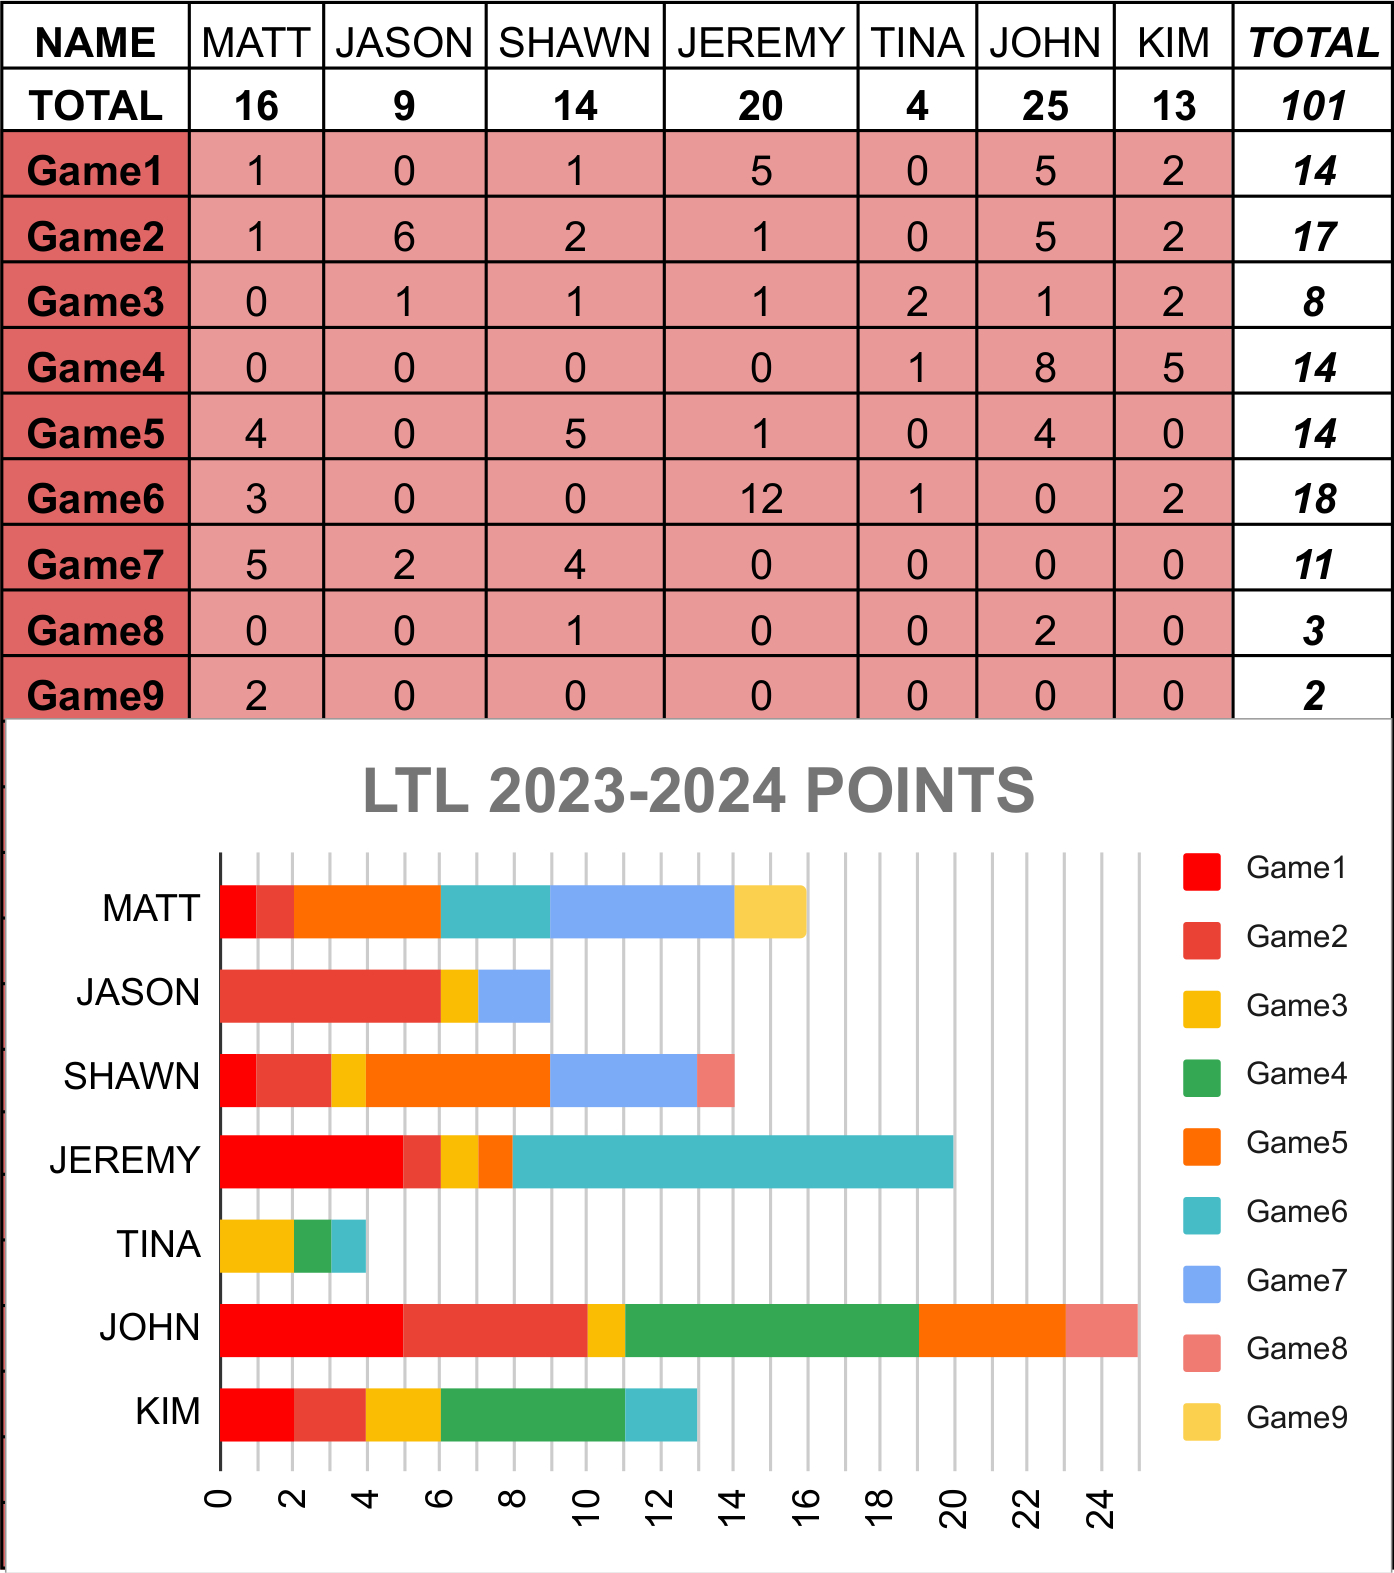 NAME MATT JASON SHAWN JEREMY TINA JOHN KIM TOTAL
TOTAL 16 9 14 20 4 25 13 101
Game1 1 0 1 5 0 5 2 14
Game2 1 6 2 1 0 5 2 17
Game3 0 1 1 1 2 1 2 8
Game4 0 0 0 0 1 8 5 14
Game5 4 0 5 1 0 4 0 14
Game6 3 0 0 12 1 0 2 18
Game7 5 2 4 0 0 0 0 11
Game8 0 0 1 0 0 2 0 3
Game9 2 0 0 0 0 0 0 2
LTL 2023-2024 POINTS
MATT
JASON
SHAWN
JEREMY
TINA
JOHN
KIM
0 2 4 6 8 10 12 14 16 18 20 22 24
Game1
Game2
Game3
Game4
Game5
Game6
Game7
Game8
Game9